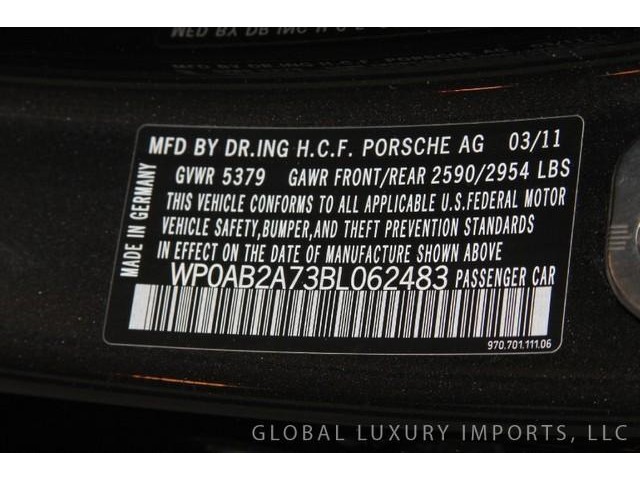 MFD BY DR.ING H.C.F. PORSCHE AG 03/11
GVWR 5379 GAWR FRONT/REAR 2590/2954 LBS
THIS VEHICLE CONFORMS TO ALL APPLICABLE U.S.FEDERAL MOTOR
VEHICLE SAFETY,BUMPER,AND THEFT PREVENTION STANDARDS
IN EFFECT ON THE DATE OF MANUFACTURE SHOWN ABOVE.
WP0AB2A73BL062483 PASSENGER CAR
970.701.111.06
MADE IN GERMANY
GLOBAL LUXURY IMPORTS, LLC